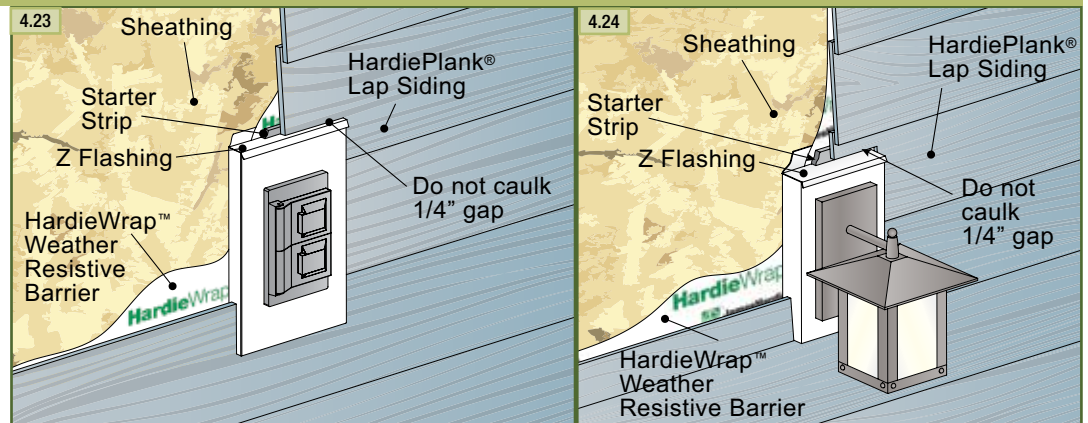 4.23
Sheathing
HardiePlank®
Lap Siding
Starter
Strip
Z Flashing
Do not caulk
1/4” gap
HardieWrap™
Weather
Resistive
Barrier
HardieWrap
4.24
Sheathing
HardiePlank®
Lap Siding
Starter
Strip
Z Flashing
Do not
caulk
1/4” gap
HardieWrap
HardieWrap™
Weather
Resistive Barrier